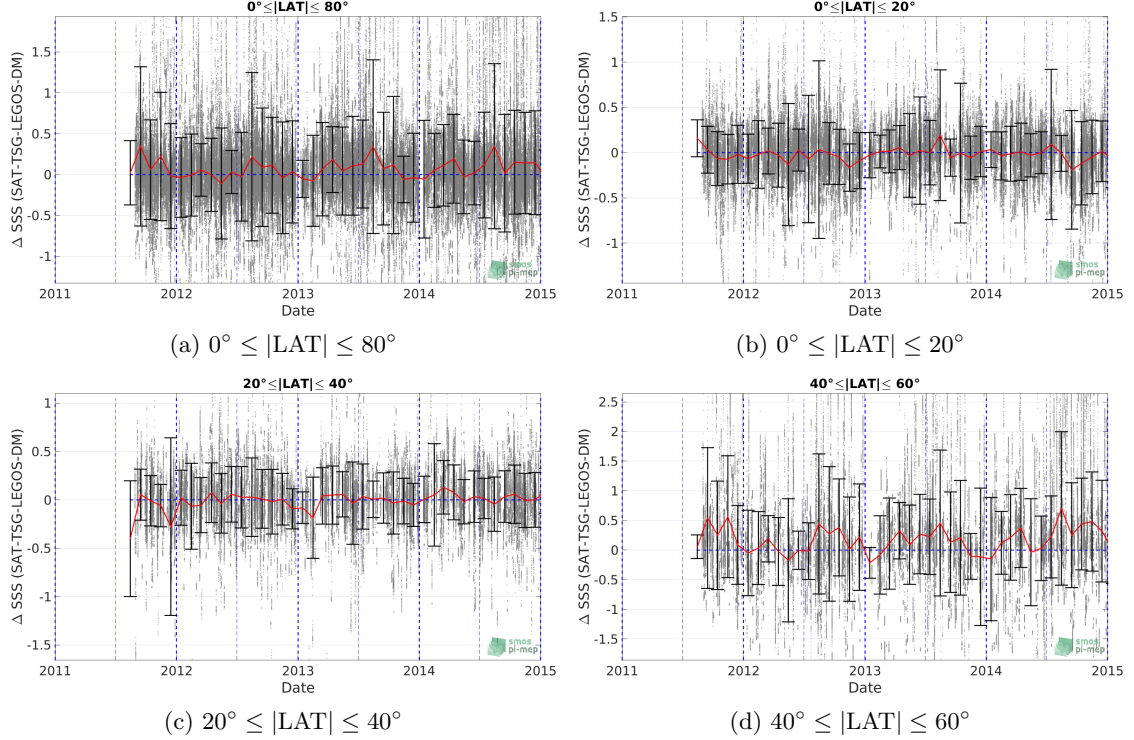 0°≤|LAT|≤ 80°
Δ SSS (SAT-TSG-LEGOS-DM)
1.5
1
0.5
0
-0.5
-1
smos
pi-mep
2011
2012
2013
2014
2015
Date
(a) 0° ≤ |LAT| ≤ 80°
0°≤|LAT|≤ 20°
Δ SSS (SAT-TSG-LEGOS-DM)
1.5
1
0.5
0
-0.5
-1
smos
pi-mep
2011
2012
2013
2014
2015
Date
(b) 0° ≤ |LAT| ≤ 20°
20°≤|LAT|≤ 40°
Δ SSS (SAT-TSG-LEGOS-DM)
1
0.5
0
-0.5
-1
-1.5
smos
pi-mep
2011
2012
2013
2014
2015
Date
(c) 20° ≤ |LAT| ≤ 40°
40°≤|LAT|≤ 60°
Δ SSS (SAT-TSG-LEGOS-DM)
2.5
2
1.5
1
0.5
0
-0.5
-1
-1.5
smos
pi-mep
2011
2012
2013
2014
2015
Date
(d) 40° ≤ |LAT| ≤ 60°